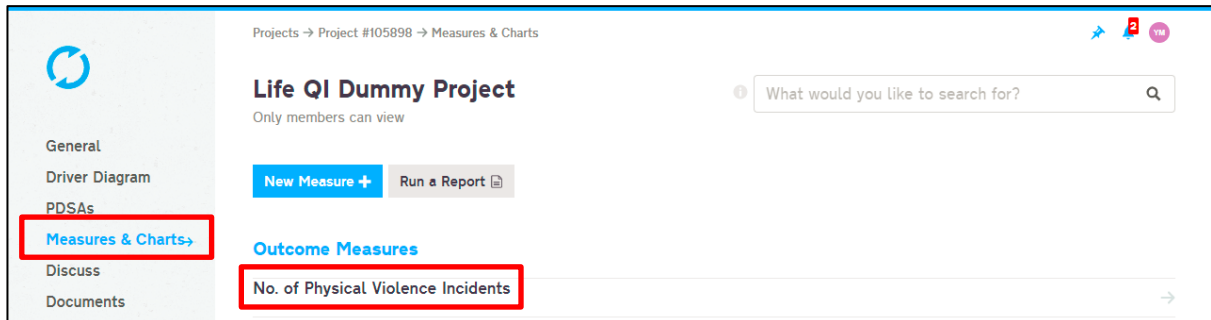 Projects → Project #105898 → Measures & Charts
2
YM
Life QI Dummy Project
What would you like to search for?
Only members can view
General
Driver Diagram
PDSAs
Measures & Charts→
Discuss
Documents
New Measure +
Run a Report
Outcome Measures
No. of Physical Violence Incidents